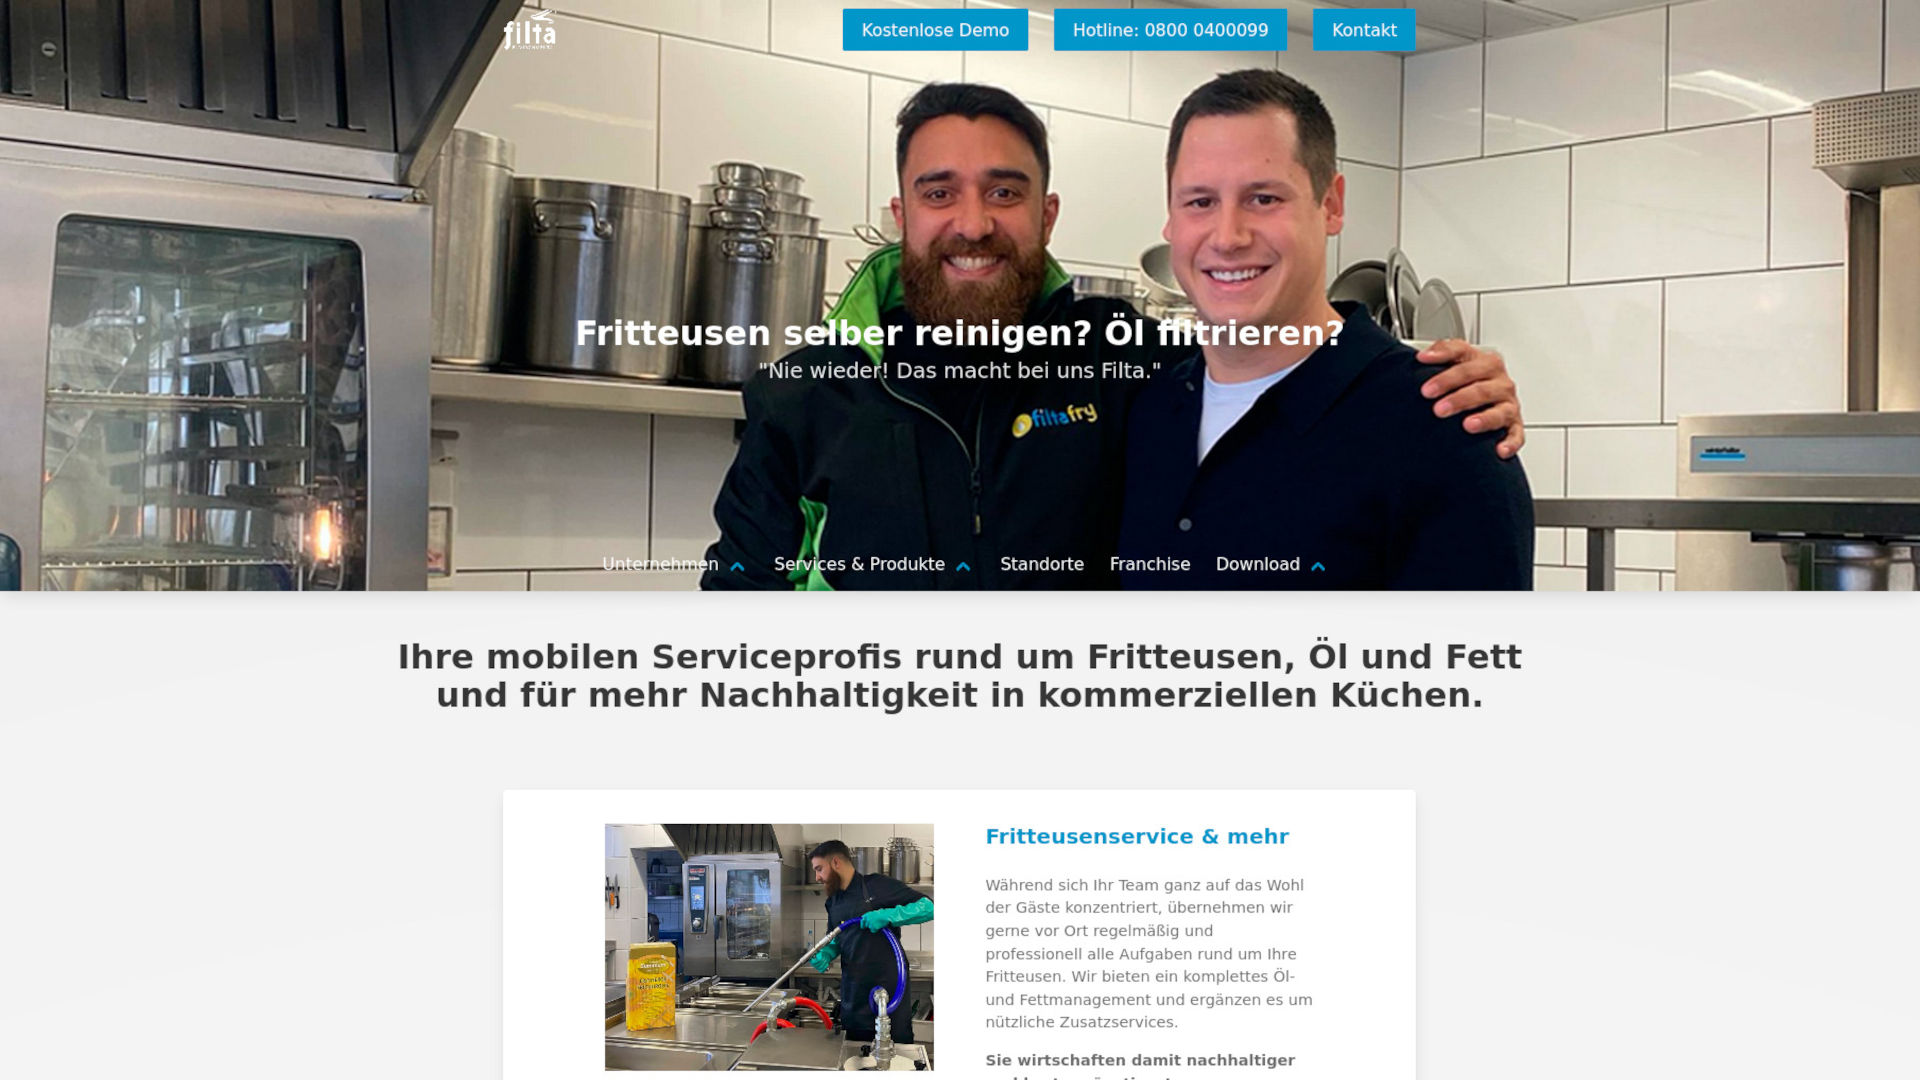 filta
Kostenlose Demo
Hotline: 0800 0400099
Kontakt
Fritteusen selber reinigen? Öl filtrieren?
"Nie wieder! Das macht bei uns Filta."
filtafry
Unternehmen
Services & Produkte
Standorte
Franchise
Download
Ihre mobilen Serviceprofis rund um Fritteusen, Öl und Fett
und für mehr Nachhaltigkeit in kommerziellen Küchen.
Fritteusenservice & mehr
Während sich Ihr Team ganz auf das Wohl
der Gäste konzentriert, übernehmen wir
gerne vor Ort regelmäßig und
professionell alle Aufgaben rund um Ihre
Fritteusen. Wir bieten ein komplettes Öl-
und Fettmanagement und ergänzen es um
nützliche Zusatzservices.
Sie wirtschaften damit nachhaltiger